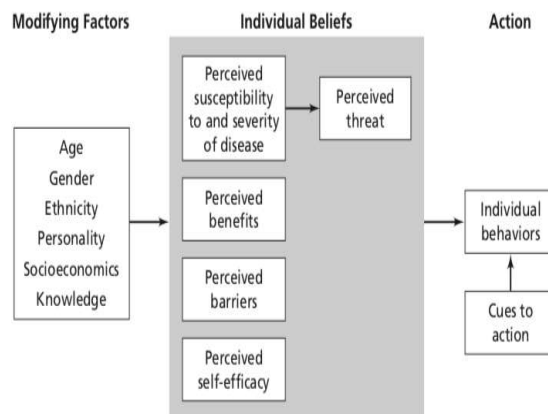 Modifying Factors
Individual Beliefs
Action
Age
Gender
Ethnicity
Personality
Socioeconomics
Knowledge
Perceived
susceptibility
to and severity
of disease
Perceived
threat
Perceived
benefits
Perceived
barriers
Perceived
self-efficacy
Individual
behaviors
Cues to
action